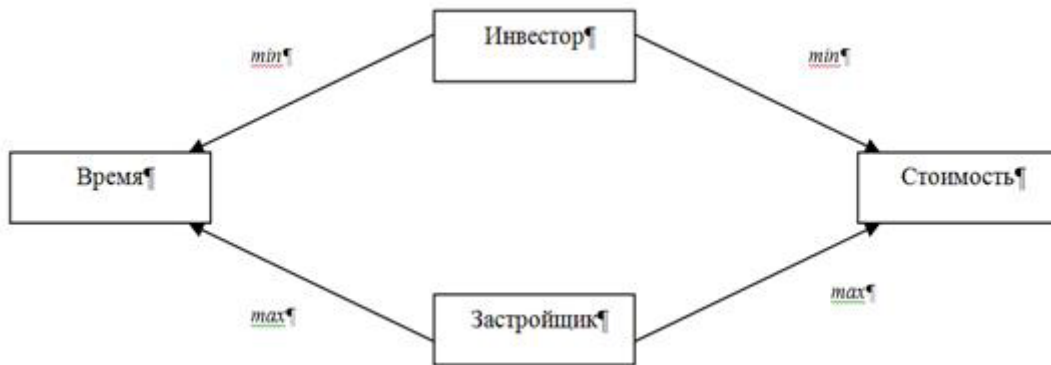 Инвестор¶
min¶
min¶
Время¶
Стоимость¶
max¶
Застройщик¶
max¶